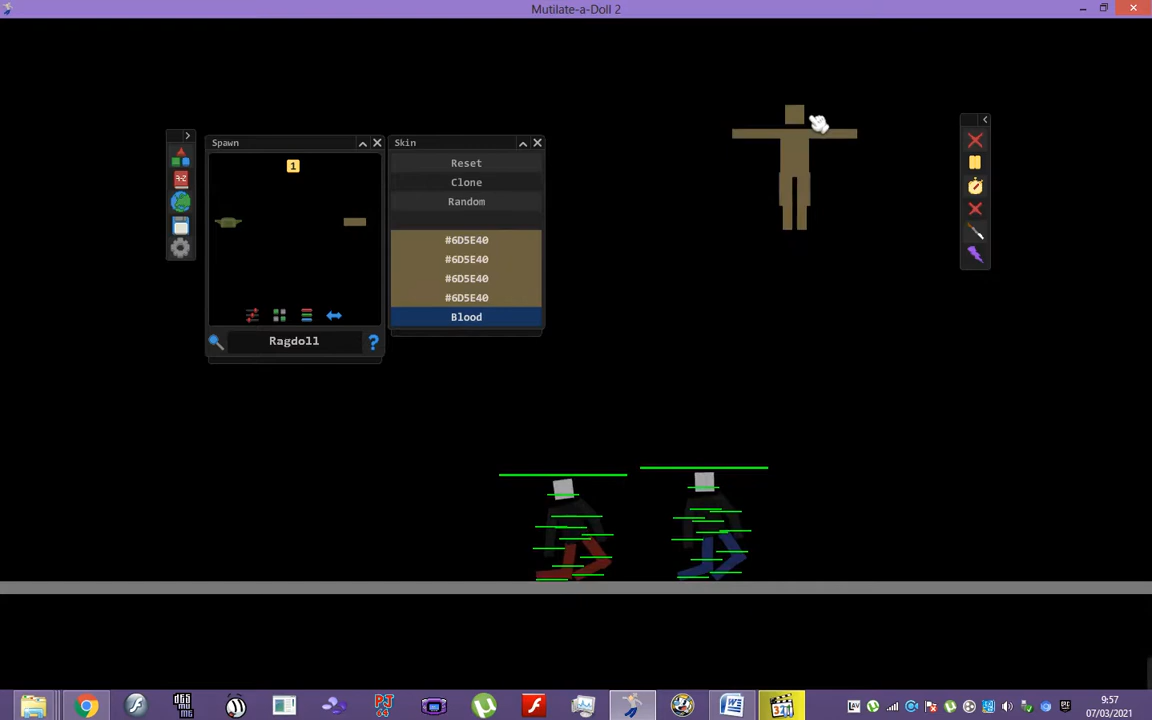 Mutilate-a-Doll 2
Spawn
Skin
1
Reset
Clone
Random
#6D5E40
#6D5E40
#6D5E40
#6D5E40
Blood
Ragdoll
?
9:57
07/03/2021